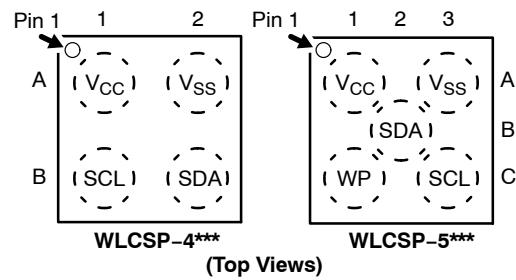 Pin 1 1 2 Pin 1 1 2 3
A VCC VSS VCC VSS A
SDA B
B SCL SDA WP SCL C
WLCSP–4*** WLCSP–5***
(Top Views)